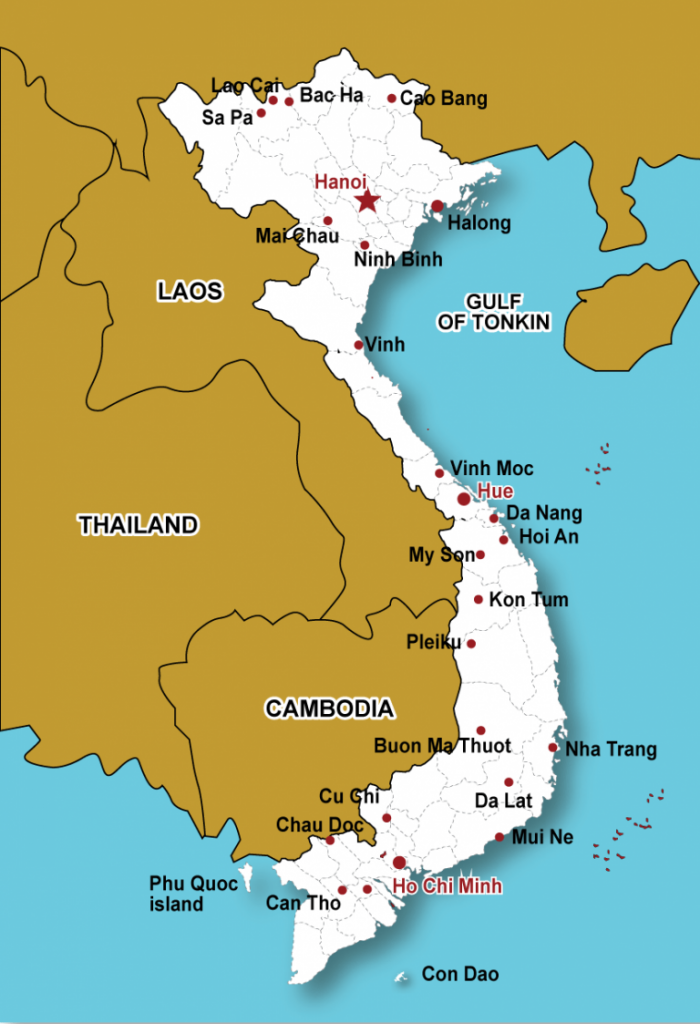 Lao Cai
Bac Ha
Cao Bang
Sa Pa
Hanoi
Halong
Mai Chau
Ninh Binh
LAOS
GULF
OF TONKIN
Vinh
Vinh Moc
Hue
Da Nang
THAILAND
Hoi An
My Son
Kon Tum
Pleiku
CAMBODIA
Buon Ma Thuot
Nha Trang
Cu Chi
Da Lat
Chau Doc
Mui Ne
Phu Quoc
island
Ho Chi Minh
Can Tho
Con Dao